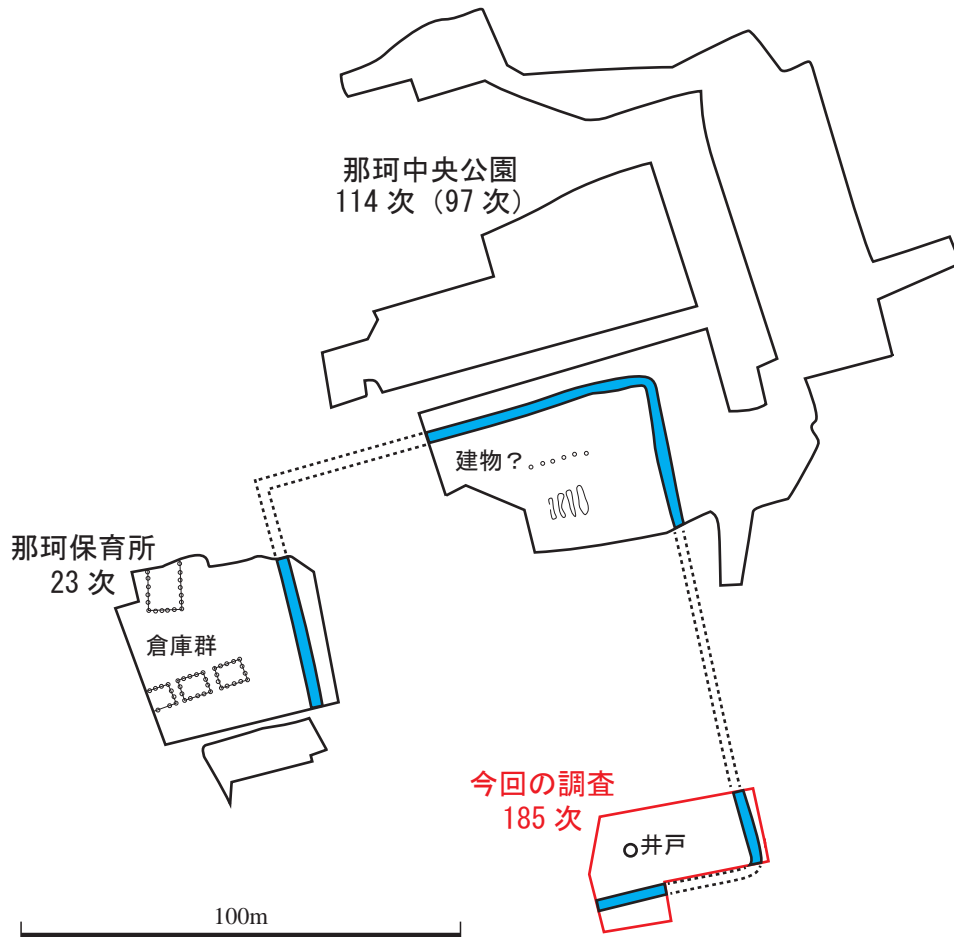 那珂中央公園
114 次（97 次）
建物？
那珂保育所
23 次
倉庫群
今回の調査
185 次
井戸
100m